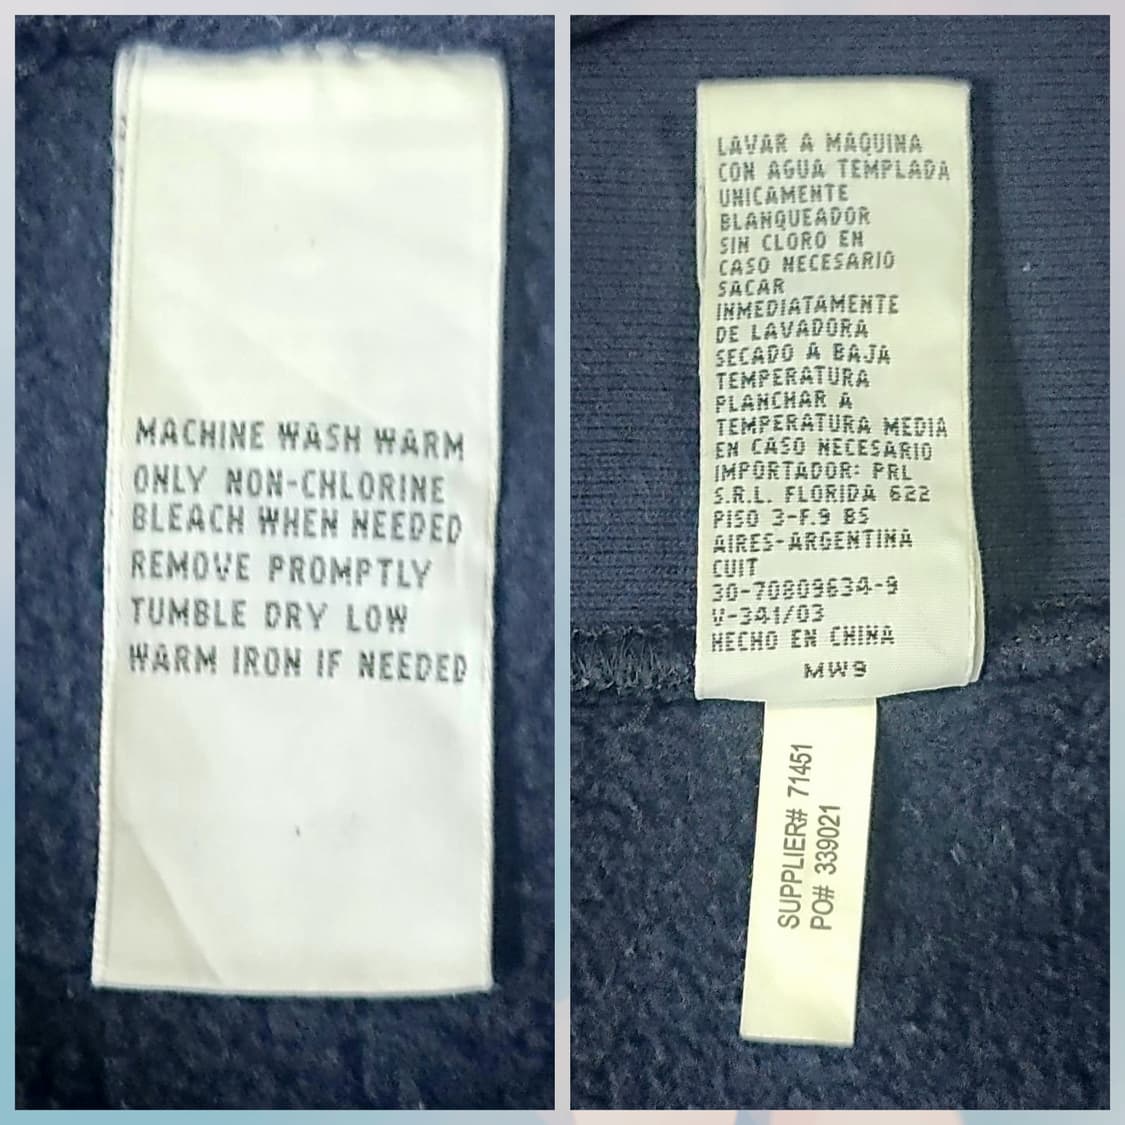 MACHINE WASH WARM
ONLY NON-CHLORINE
BLEACH WHEN NEEDED
REMOVE PROMPTLY
TUMBLE DRY LOW
WARM IRON IF NEEDED
LAVAR A MAQUINA
CON AGUA TEMPLADA
UNICAMENTE
BLANQUEADOR
SIN CLORO EN
CASO NECESARIO
SACAR
INMEDIATAMENTE
DE LAVADORA
SECADO A BAJA
TEMPERATURA
PLANCHAR A
TEMPERATURA MEDIA
EN CASO NECESARIO
IMPORTADOR: PRL
S.R.L. FLORIDA 622
PISO 3-F.9 BS
AIRES-ARGENTINA
CUIT
30-70809634-9
V-341/03
HECHO EN CHINA
MW9
SUPPLIER# 71451
PO# 339021